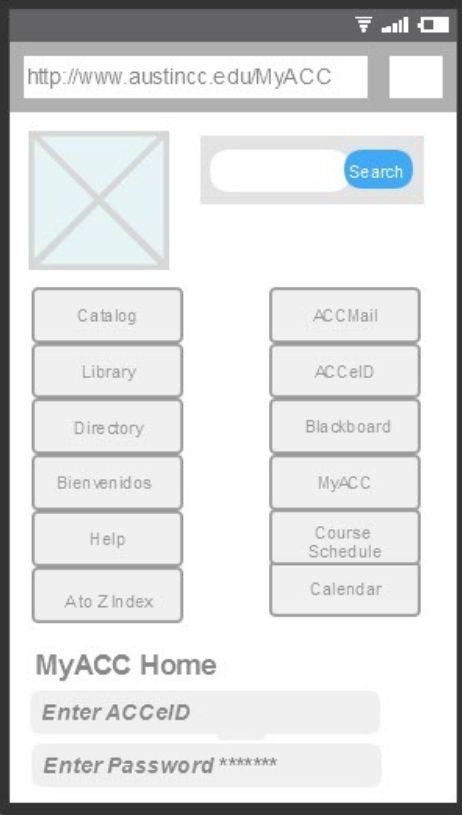 http://www.austincc.edu/MyACC
Search
Catalog
Library
Directory
Bienvenidos
Help
A to Z Index
ACCMail
ACCeID
Blackboard
MyACC
Course
Schedule
Calendar
MyACC Home
Enter ACCeID
Enter Password *******